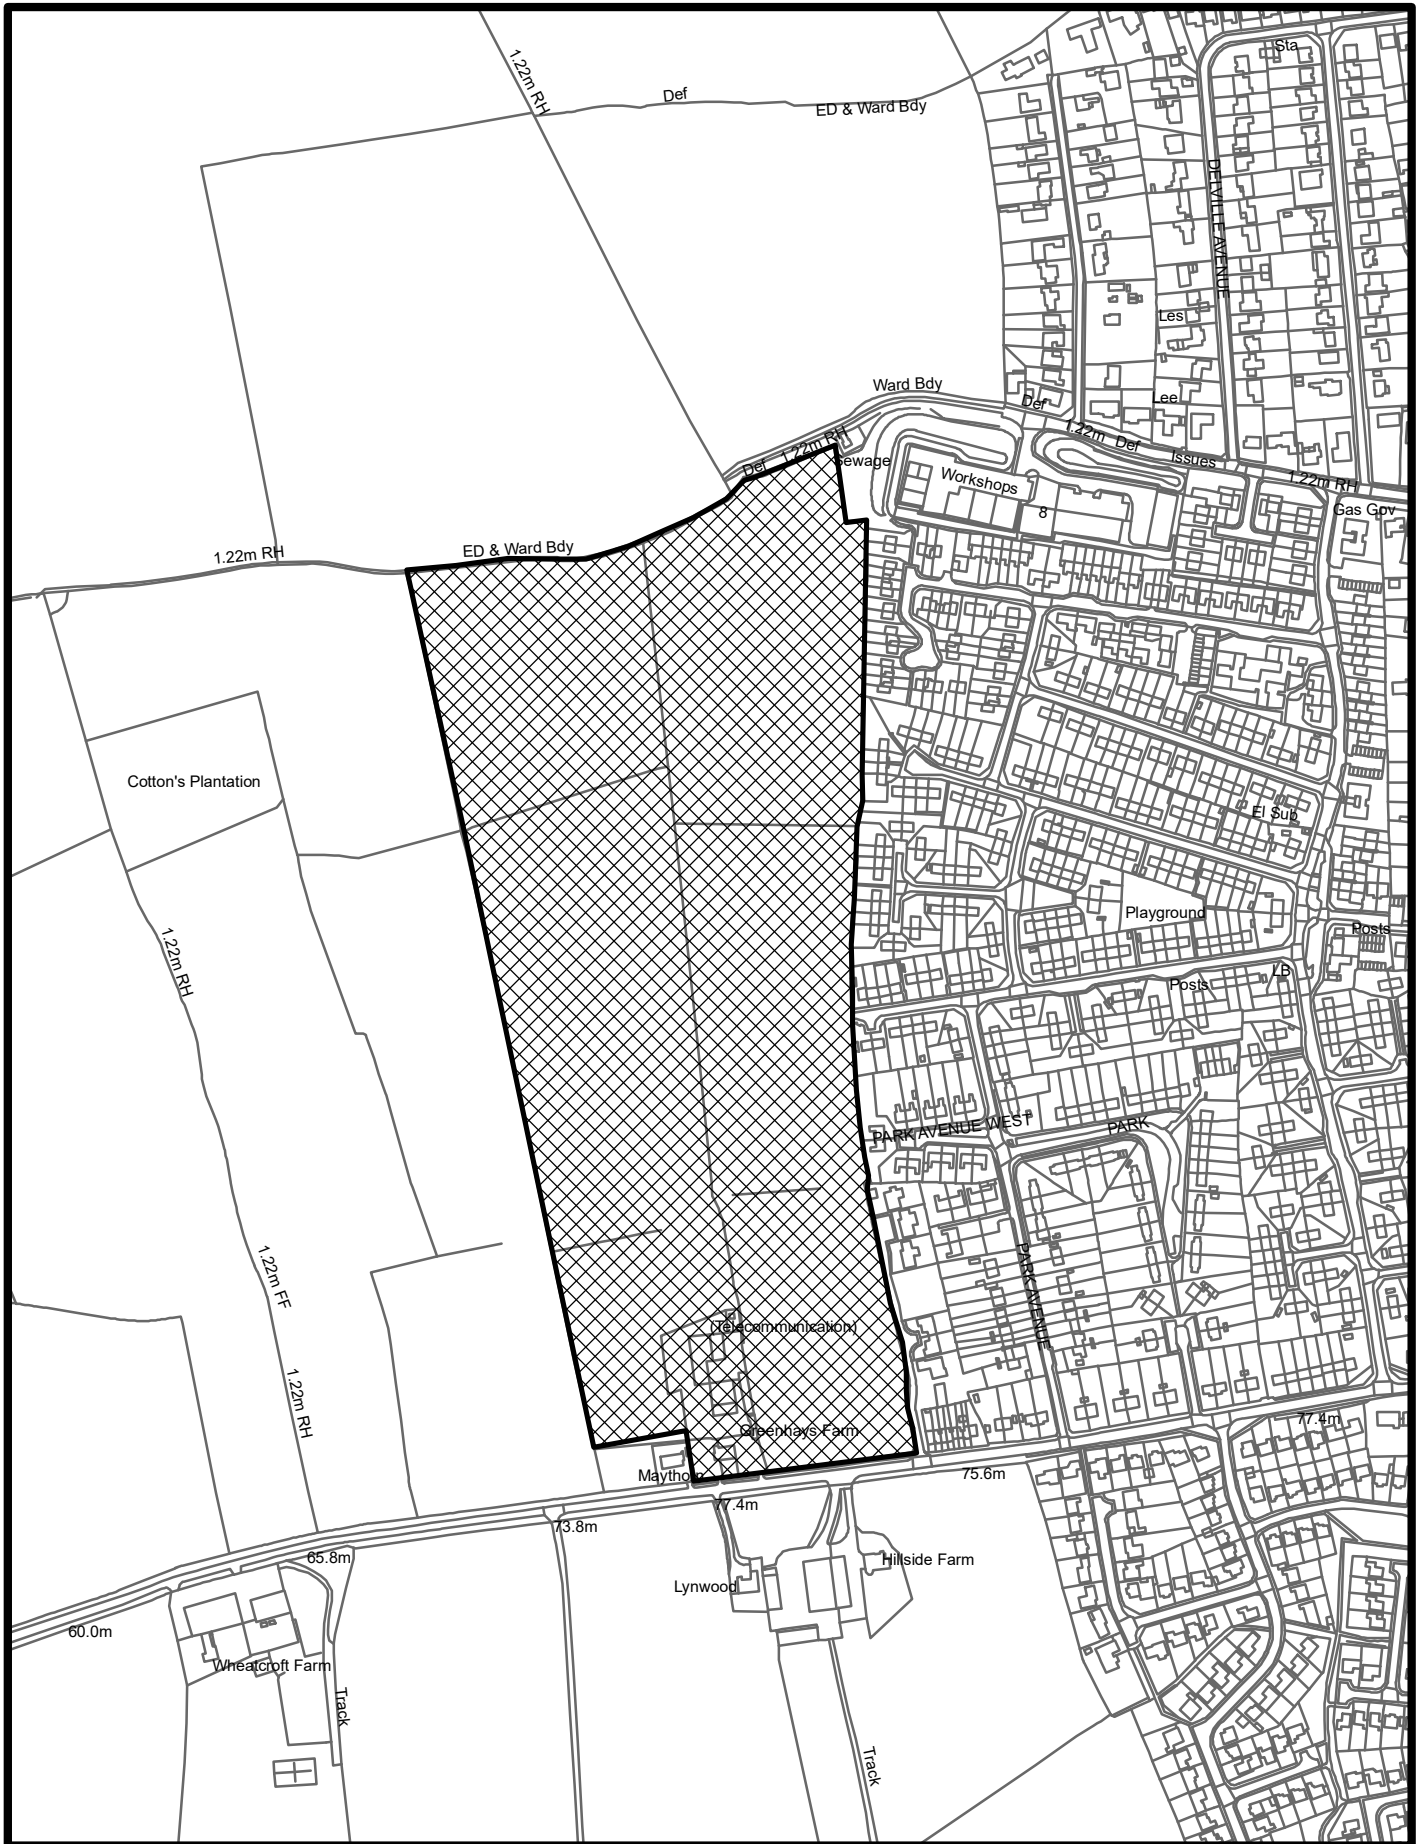 Sta
1.22m RH
Def
ED & Ward Bdy
DELVILLE AVENUE
Les
Ward Bdy
Lee
Def
1.22m Def
Def 1.22m RH
Sewage
Issues
1.22m RH
Workshops
8
Gas Gov
ED & Ward Bdy
1.22m RH
Cotton's Plantation
El Sub
Playground
Posts
1.22m RH
LB
Posts
PARK AVENUE WEST
PARK
PARK AVENUE
1.22m FF
(Telecommunication)
1.22m RH
77.4m
Greenhays Farm
Maythorn
75.6m
77.4m
73.8m
65.8m
Hillside Farm
Lynwood
60.0m
Wheatcroft Farm
Track
Track